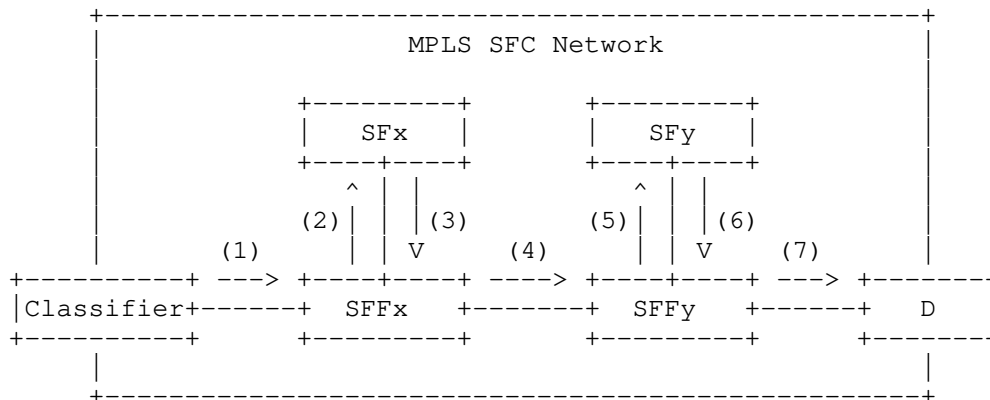 MPLS SFC Network
SFx SFy
(2) (3) (5) (6)
(1) (4) (7)
Classifier SFFx SFFy D